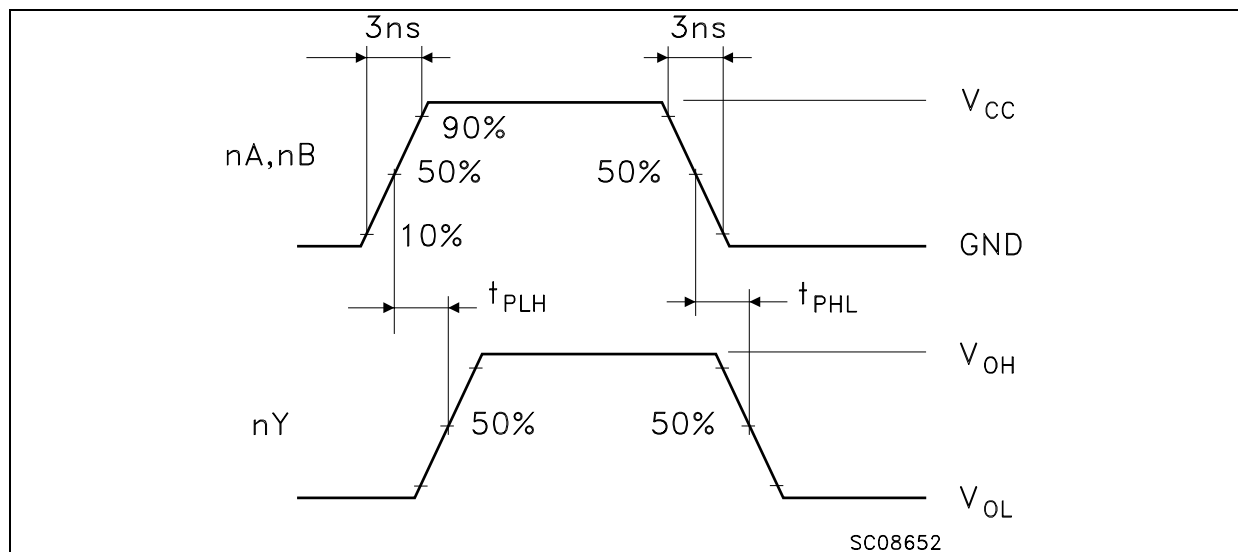 3ns 3ns
V_CC
90%
nA,nB 50% 50%
10% GND
t_PLH t_PHL
V_OH
nY 50% 50%
V_OL
SC08652